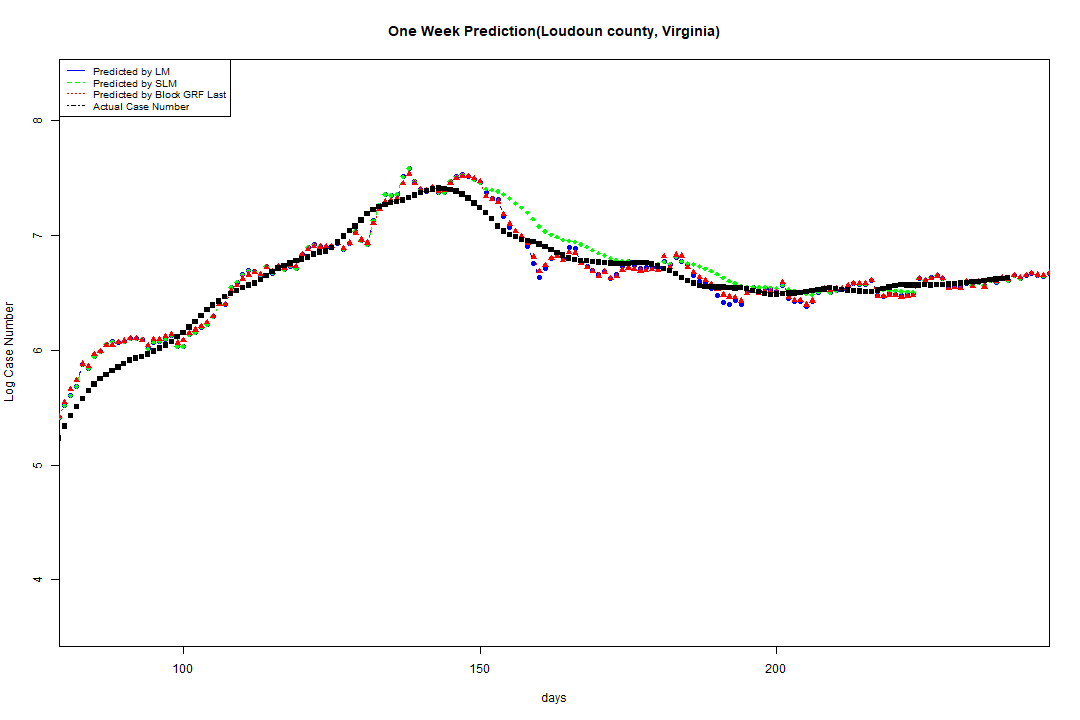 One Week Prediction(Loudoun county, Virginia)
Predicted by LM
Predicted by SLM
Predicted by Block GRF Last
Actual Case Number
8
7
6
5
4
Log Case Number
100 150 200
days